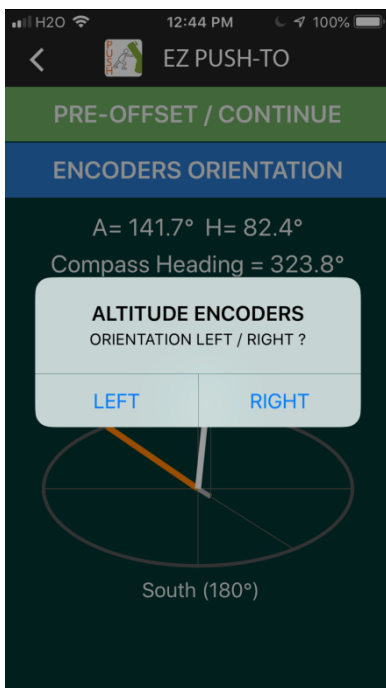 H2O 12:44 PM 100%
PUSH EZ PUSH-TO
PRE-OFFSET / CONTINUE
ENCODERS ORIENTATION
A= 141.7° H= 82.4°
Compass Heading = 323.8°
ALTITUDE ENCODERS
ORIENTATION LEFT / RIGHT ?
LEFT RIGHT
South (180°)